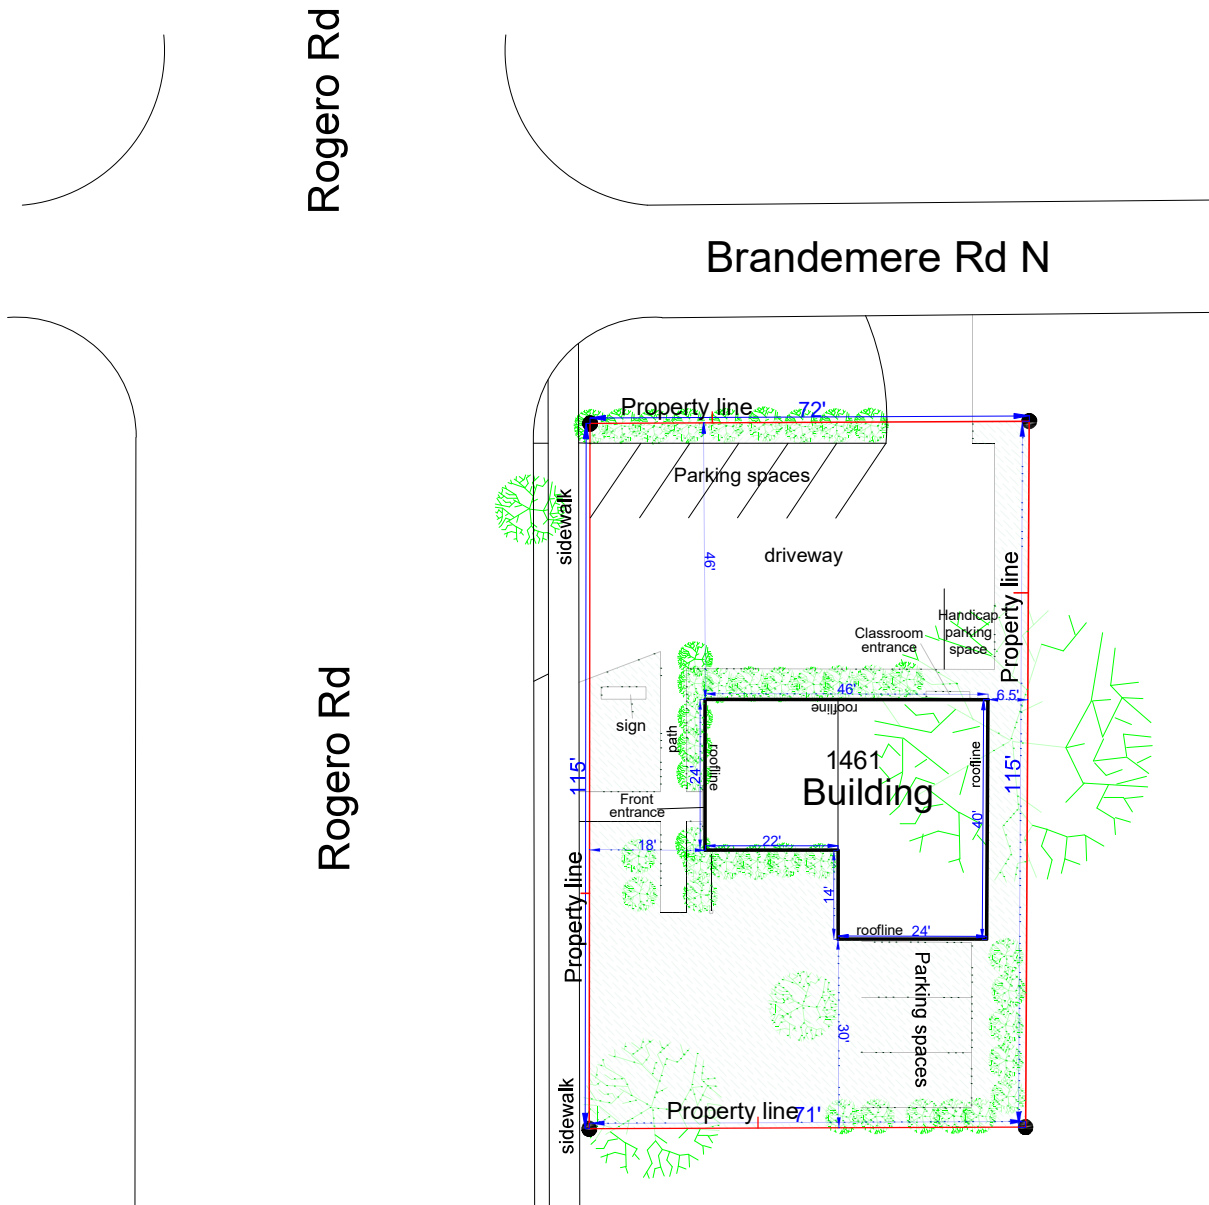 Rogero Rd
Brandemere Rd N
Property line
72'
Parking spaces
sidewalk
46'
driveway
Property line
Handicap
parking
space
Classroom
entrance
46'
6.5'
roofline
sign
path
roofline
24'
1461
Building
roofline
40'
115'
115'
Front
entrance
18'
22'
Rogero Rd
Property line
14'
roofline
24'
Parking spaces
30'
sidewalk
Property line
71'